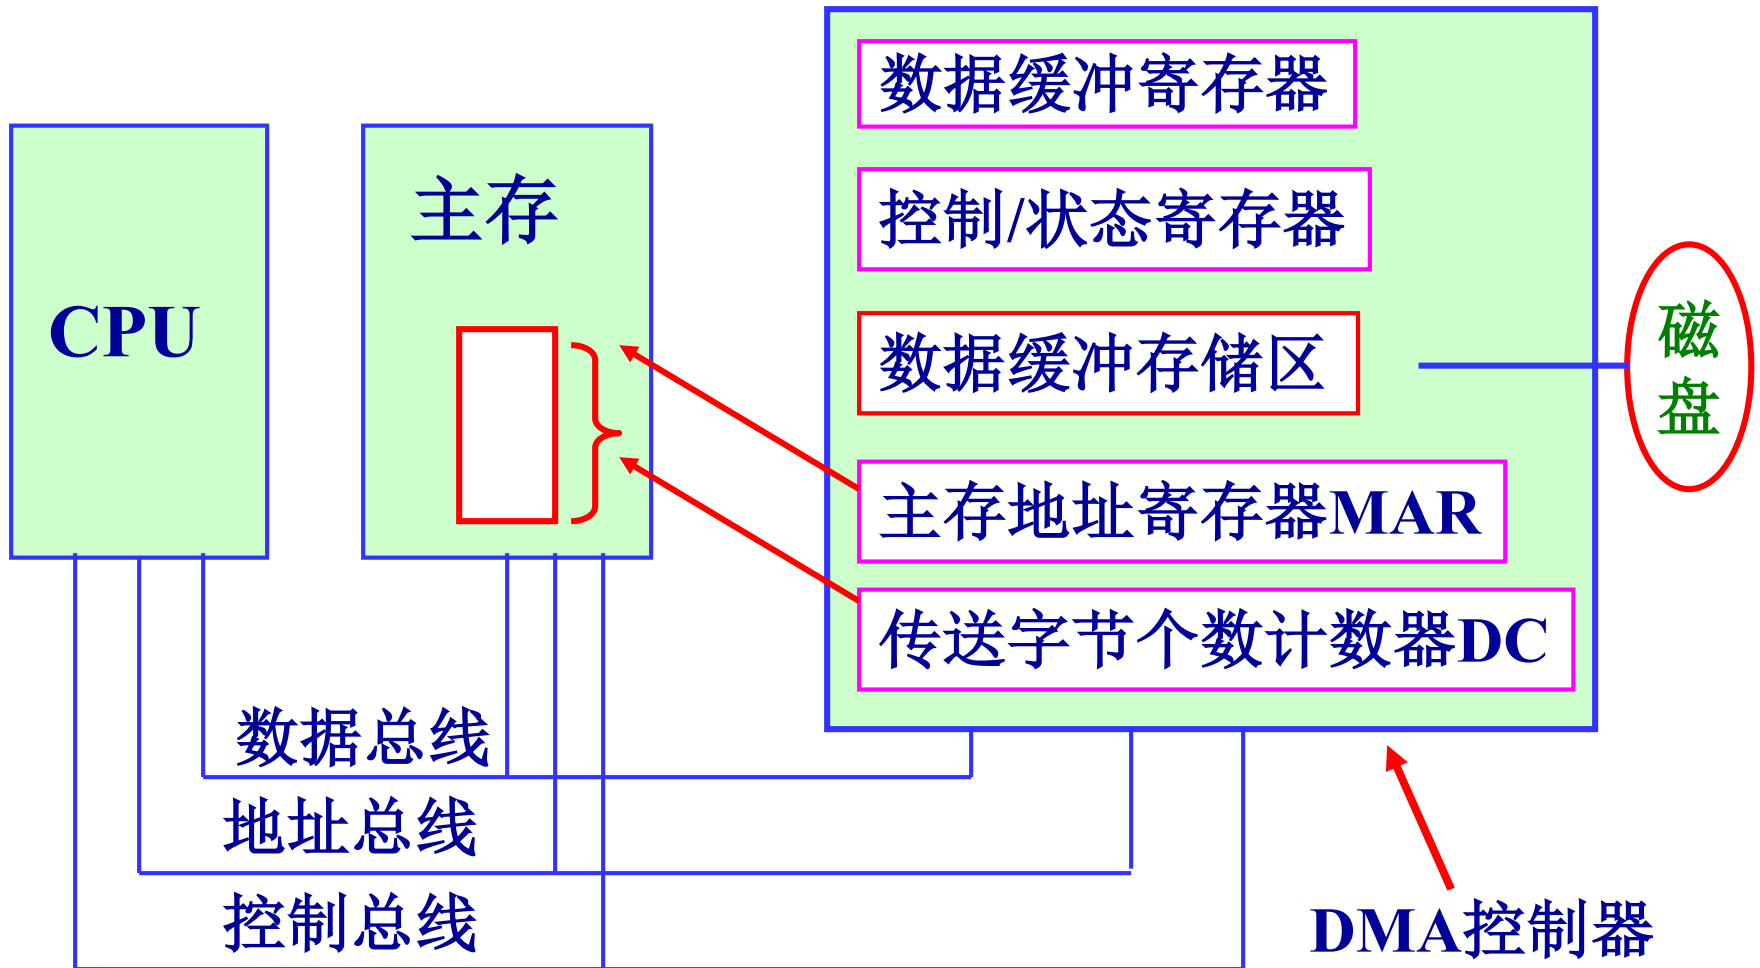 CPU
主存
数据缓冲寄存器
控制/状态寄存器
数据缓冲存储区
主存地址寄存器MAR
传送字节个数计数器DC
磁
盘
数据总线
地址总线
控制总线
DMA控制器